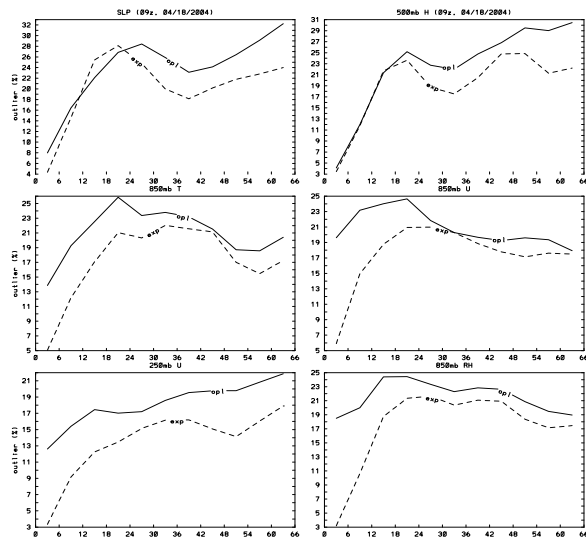 SLP (09z, 04/18/2004)
500mb H (09z, 04/18/2004)
32
30
28
26
24
22
20
18
16
14
12
10
8
6
4
outlier (%)
opl
exp
0 6 12 18 24 30 36 42 48 54 60 66
31
29
27
25
23
21
19
17
15
13
11
9
7
5
3
opl
exp
0 6 12 18 24 30 36 42 48 54 60 66
850mb T
850mb U
25
23
21
19
17
15
13
11
9
7
5
outlier (%)
opl
exp
0 6 12 18 24 30 36 42 48 54 60 66
25
23
21
19
17
15
13
11
9
7
5
opl
exp
0 6 12 18 24 30 36 42 48 54 60 66
250mb U
850mb RH
21
19
17
15
13
11
9
7
5
3
outlier (%)
opl
exp
0 6 12 18 24 30 36 42 48 54 60 66
25
23
21
19
17
15
13
11
9
7
5
3
opl
exp
0 6 12 18 24 30 36 42 48 54 60 66